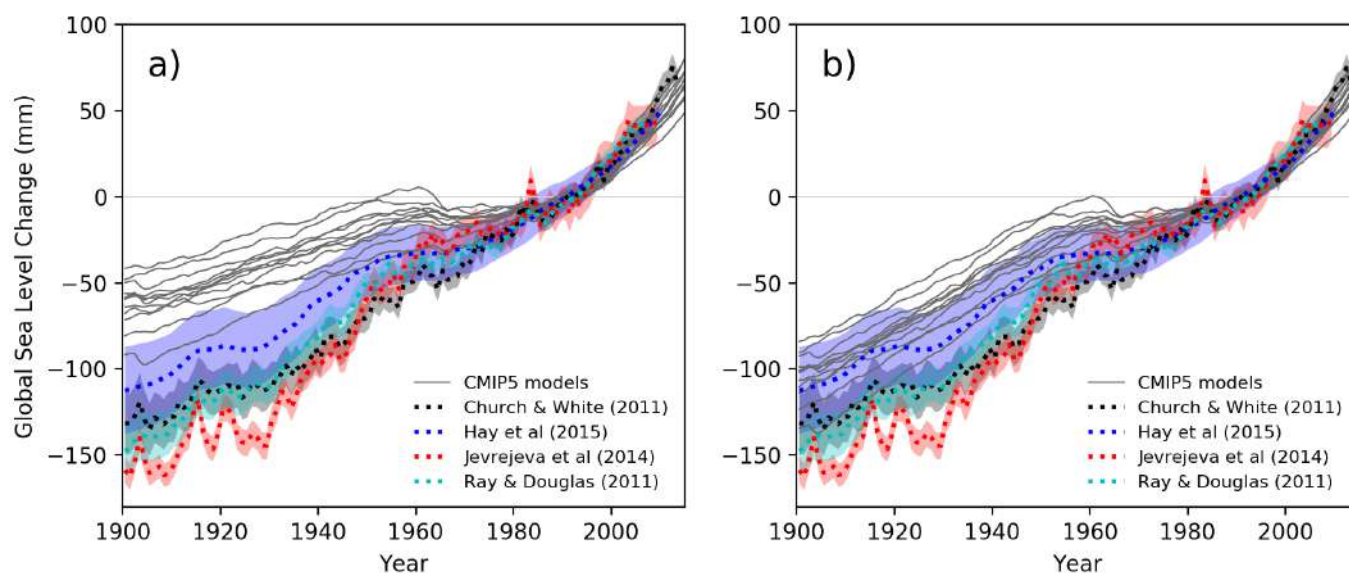 a)
Global Sea Level Change (mm)
100
50
0
−50
−100
−150
CMIP5 models
Church & White (2011)
Hay et al (2015)
Jevrejeva et al (2014)
Ray & Douglas (2011)
1900 1920 1940 1960 1980 2000
Year
b)
100
50
0
−50
−100
−150
CMIP5 models
Church & White (2011)
Hay et al (2015)
Jevrejeva et al (2014)
Ray & Douglas (2011)
1900 1920 1940 1960 1980 2000
Year